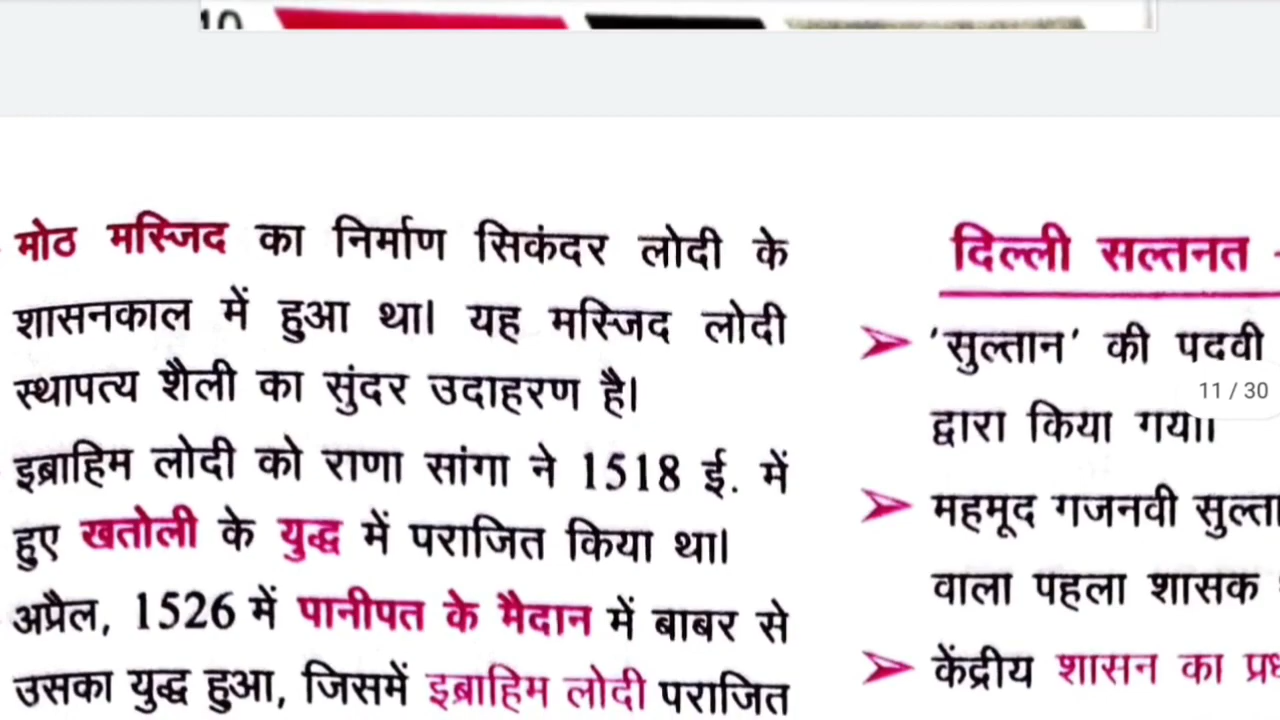 10
मोठ मस्जिद का निर्माण सिकंदर लोदी के
शासनकाल में हुआ था। यह मस्जिद लोदी
स्थापत्य शैली का सुंदर उदाहरण है।
इब्राहिम लोदी को राणा सांगा ने 1518 ई. में
हुए खतोली के युद्ध में पराजित किया था।
अप्रैल, 1526 में पानीपत के मैदान में बाबर से
उसका युद्ध हुआ, जिसमें इब्राहिम लोदी पराजित
दिल्ली सल्तनत
➤ 'सुल्तान' की पदवी
11 / 30
द्वारा किया गया।
➤ महमूद गजनवी
वाला पहला शासक
➤ केंद्रीय शासन का